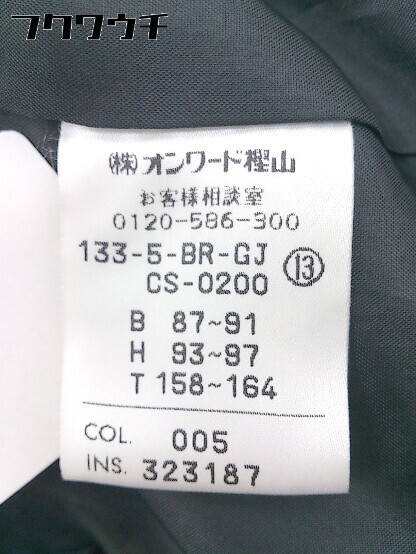 フクワウチ
㈱オンワード樫山
お客様相談室
0120-586-300
133-5-BR-GJ ⑬
CS-0200
B 87~91
H 93~97
T 158~164
COL. 005
INS. 323187